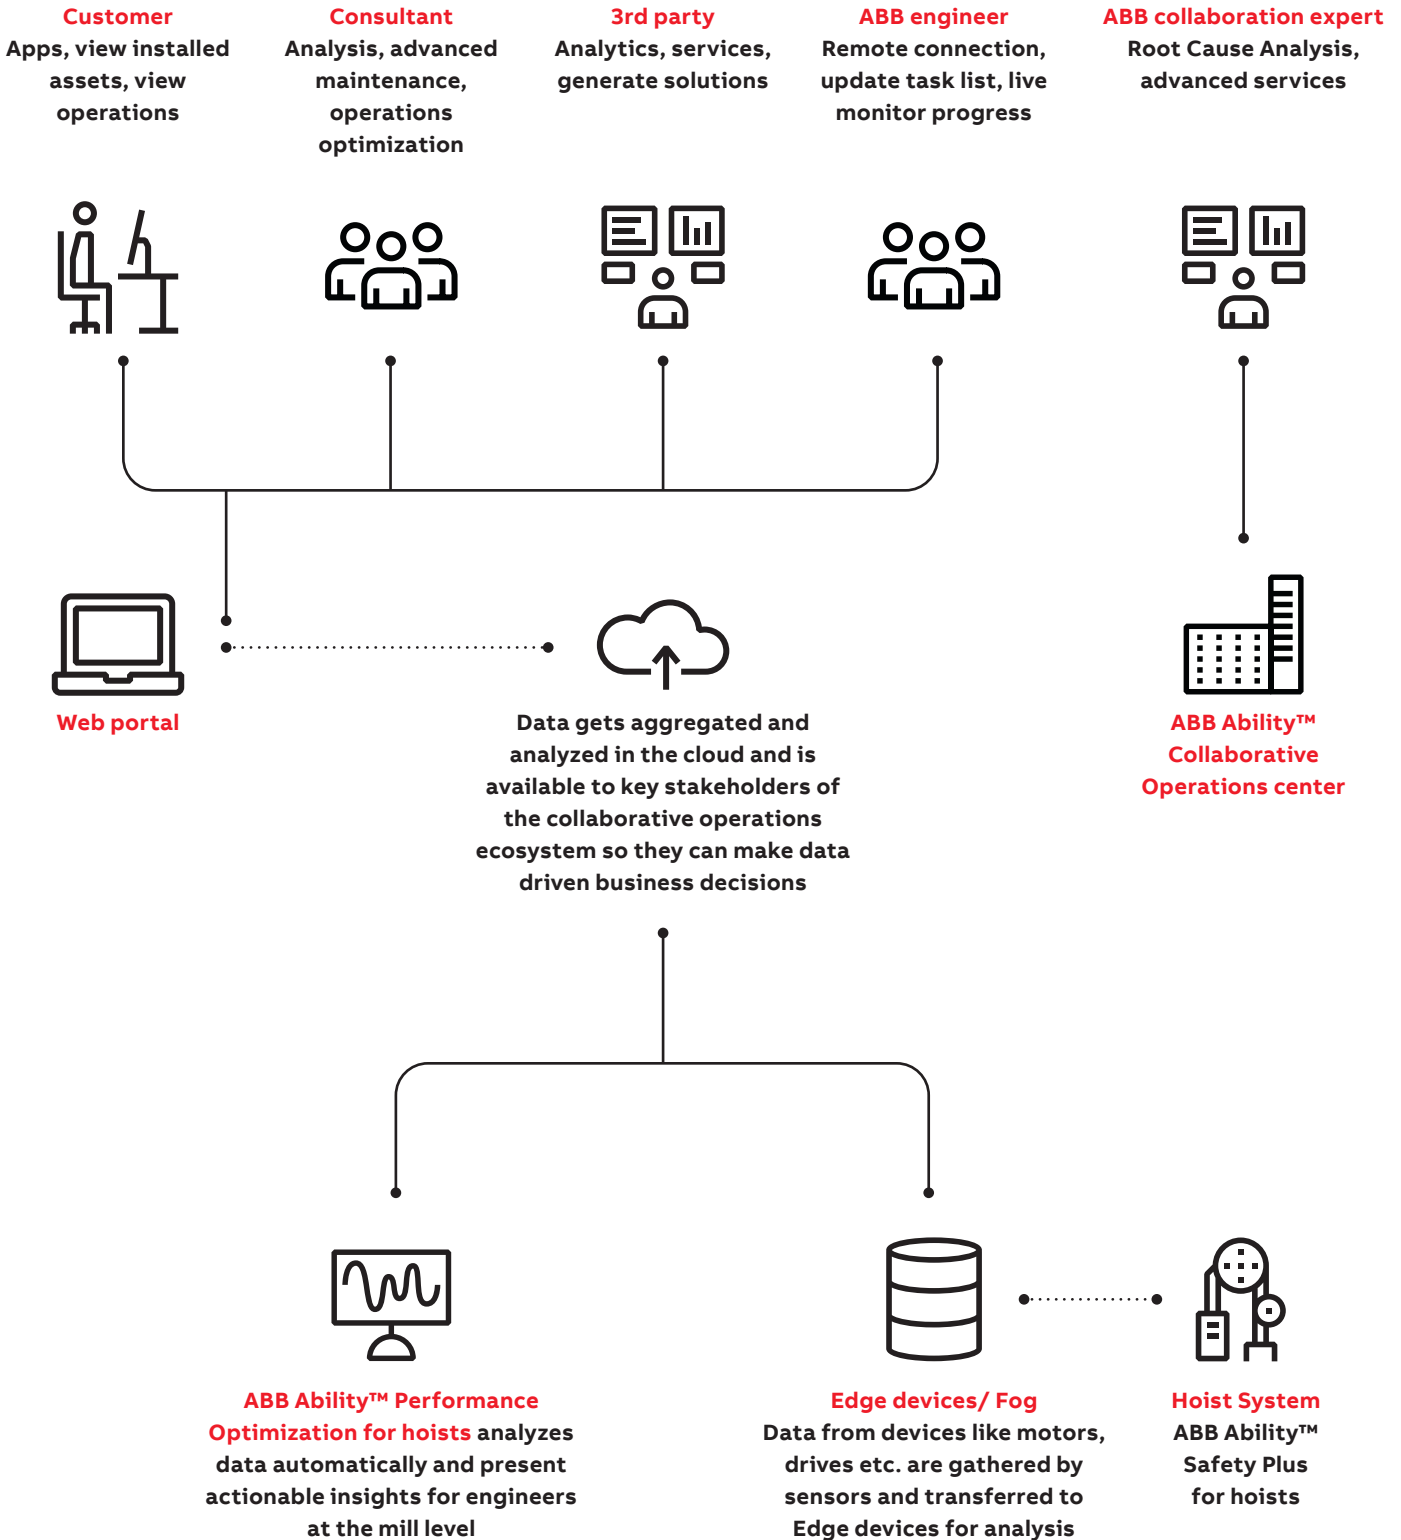 Customer
Apps, view installed
assets, view
operations
Consultant
Analysis, advanced
maintenance,
operations
optimization
3rd party
Analytics, services,
generate solutions
ABB engineer
Remote connection,
update task list, live
monitor progress
ABB collaboration expert
Root Cause Analysis,
advanced services
Web portal
Data gets aggregated and
analyzed in the cloud and is
available to key stakeholders of
the collaborative operations
ecosystem so they can make data
driven business decisions
ABB Ability™
Collaborative
Operations center
ABB Ability™ Performance
Optimization for hoists analyzes
data automatically and present
actionable insights for engineers
at the mill level
Edge devices/ Fog
Data from devices like motors,
drives etc. are gathered by
sensors and transferred to
Edge devices for analysis
Hoist System
ABB Ability™
Safety Plus
for hoists